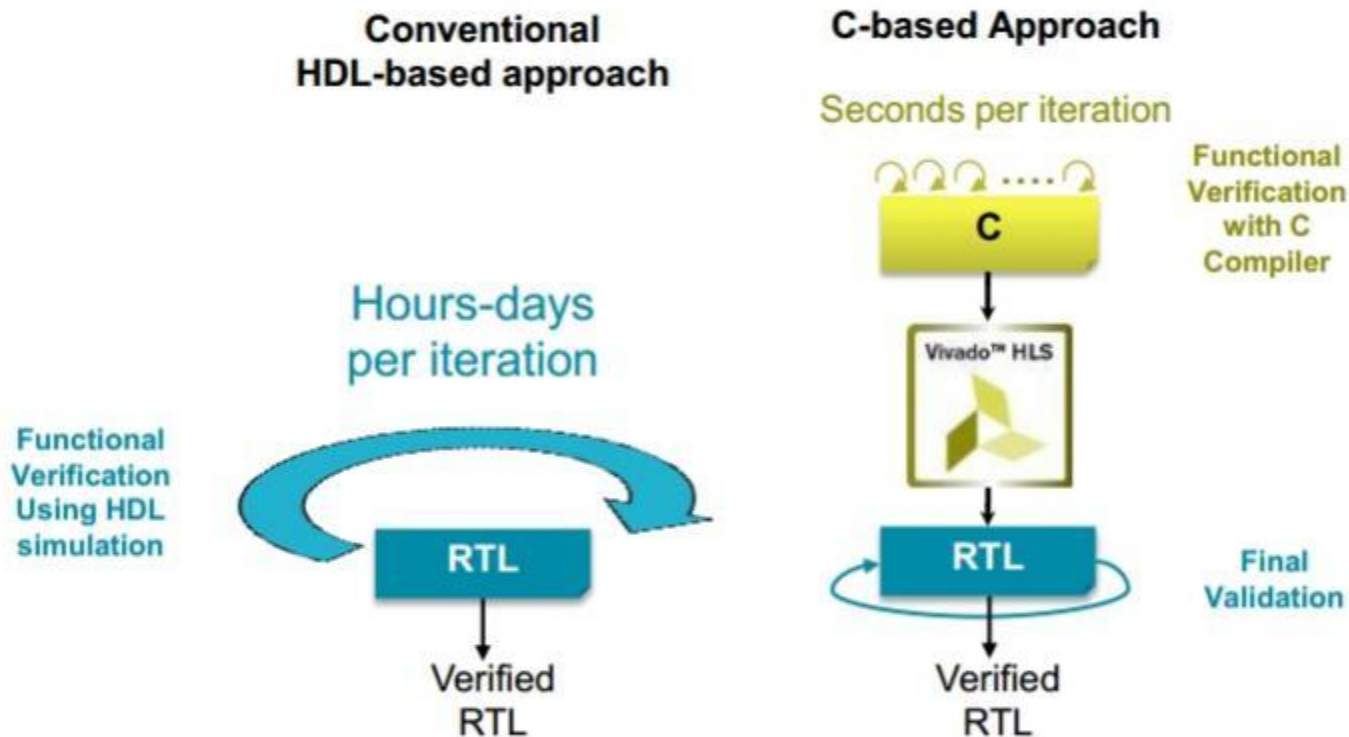 Conventional
HDL-based approach
Hours-days
per iteration
Functional
Verification
Using HDL
simulation
RTL
Verified
RTL
C-based Approach
Seconds per iteration
Functional
Verification
with C
Compiler
C
Vivado™ HLS
RTL
Final
Validation
Verified
RTL